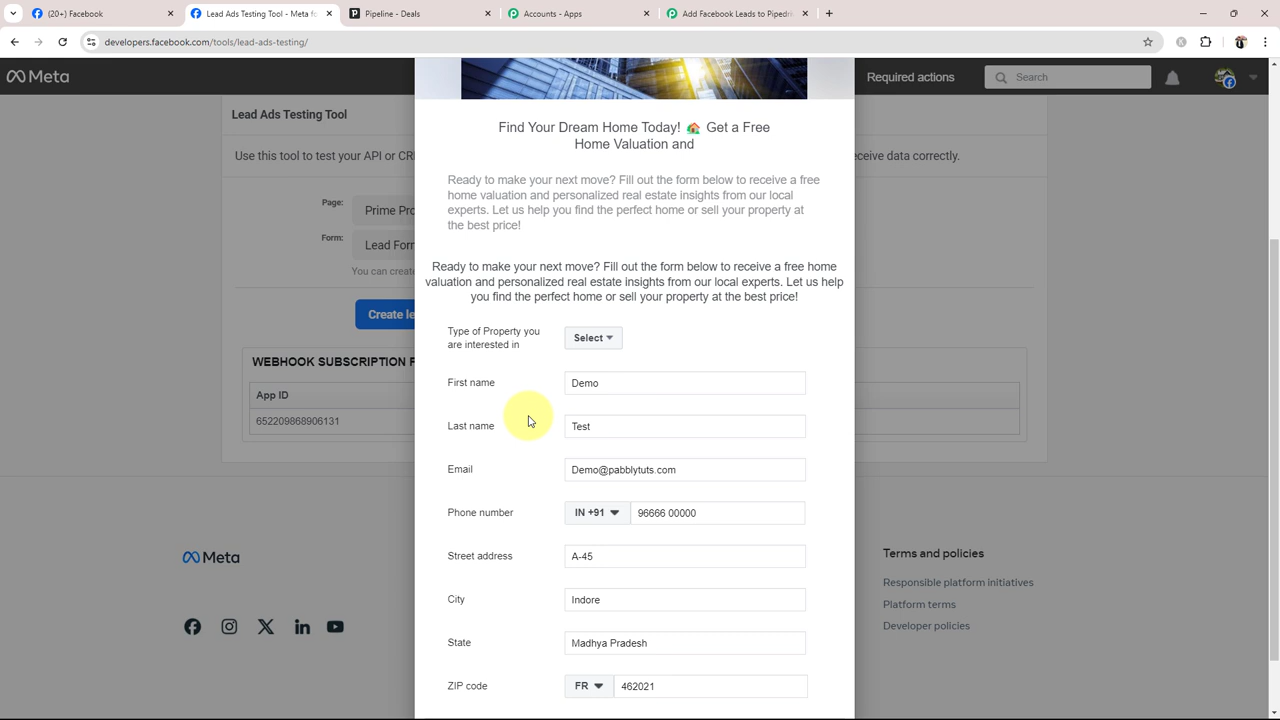 (20+) Facebook
Lead Ads Testing Tool - Meta fo
Pipeline - Deals
Accounts - Apps
Add Facebook Leads to Pipedri
developers.facebook.com/tools/lead-ads-testing/
Meta
Required actions
Search
Lead Ads Testing Tool
Use this tool to test your API or CR
eceive data correctly.
Page:
Prime Pro
Form:
Lead Forr
You can create
Create le
WEBHOOK SUBSCRIPTION F
App ID
652209868906131
Find Your Dream Home Today! 🏠 Get a Free
Home Valuation and
Ready to make your next move? Fill out the form below to receive a free
home valuation and personalized real estate insights from our local
experts. Let us help you find the perfect home or sell your property at
the best price!
Ready to make your next move? Fill out the form below to receive a free home
valuation and personalized real estate insights from our local experts. Let us help
you find the perfect home or sell your property at the best price!
Type of Property you
are interested in
Select
First name
Demo
Last name
Test
Email
Demo@pabblytuts.com
Phone number
IN +91
96666 00000
Street address
A-45
City
Indore
State
Madhya Pradesh
ZIP code
FR
462021
Meta
Terms and policies
Responsible platform initiatives
Platform terms
Developer policies